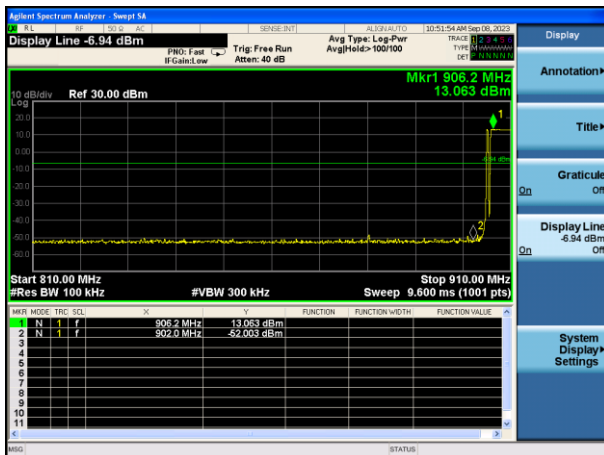 Agilent Spectrum Analyzer - Swept SA
RL RF 50 Ω AC SENSE:INT ALIGNAUTO 10:51:54 AM Sep 08, 2023
Display Line -6.94 dBm
PNO: Fast
IFGain:Low
Trig: Free Run
Atten: 40 dB
Avg Type: Log-Pwr
Avg|Hold:>100/100
TRACE 1 2 3 4 5 6
TYPE M
DET P N N N N N
Mkr1 906.2 MHz
13.063 dBm
10 dB/div Ref 30.00 dBm
Log
20.0
10.0
0.00
-10.0
-20.0
-30.0
-40.0
-50.0
-60.0
1
-6.94 dBm
2
Start 810.00 MHz Stop 910.00 MHz
#Res BW 100 kHz #VBW 300 kHz Sweep 9.600 ms (1001 pts)
MKR MODE TRC SCL X Y FUNCTION FUNCTION WIDTH FUNCTION VALUE
1 N 1 f 906.2 MHz 13.063 dBm
2 N 1 f 902.0 MHz -52.003 dBm
3
4
5
6
7
8
9
10
11
MSG STATUS
Display
Annotation
Title
Graticule
On Off
Display Line
-6.94 dBm
On Off
System
Display
Settings